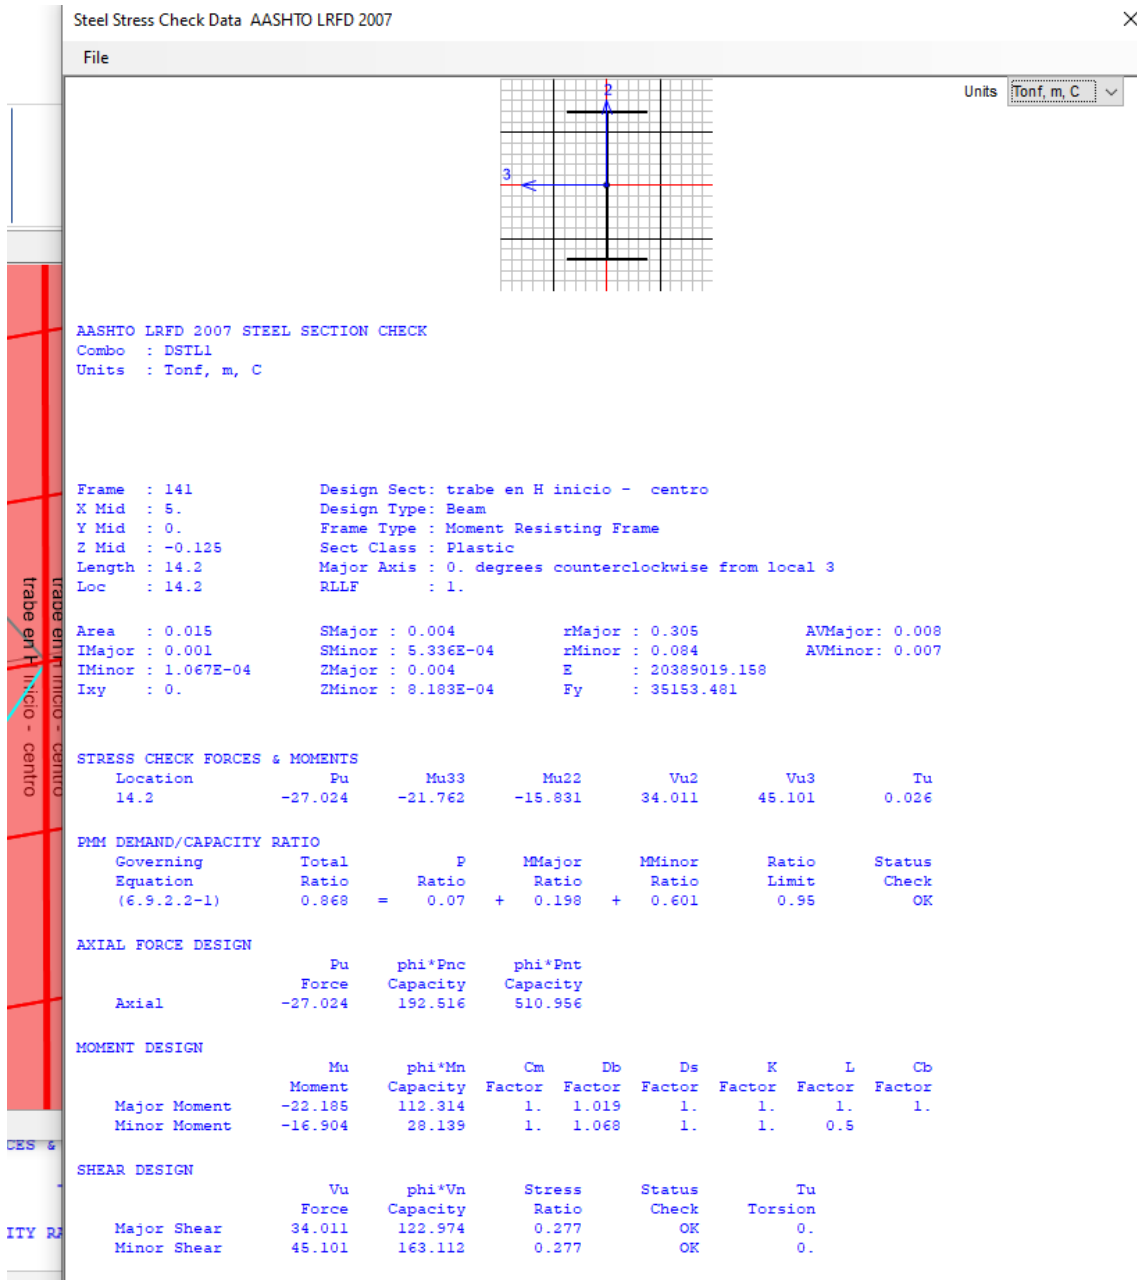 Steel Stress Check Data AASHTO LRFD 2007
File
Units Tonf, m, C
2
3
AASHTO LRFD 2007 STEEL SECTION CHECK
Combo : DSTL1
Units : Tonf, m, C
Frame : 141 Design Sect: trabe en H inicio - centro
X Mid : 5. Design Type: Beam
Y Mid : 0. Frame Type : Moment Resisting Frame
Z Mid : -0.125 Sect Class : Plastic
Length : 14.2 Major Axis : 0. degrees counterclockwise from local 3
Loc : 14.2 RLLF : 1.
Area : 0.015 SMajor : 0.004 rMajor : 0.305 AVMajor: 0.008
IMajor : 0.001 SMinor : 5.336E-04 rMinor : 0.084 AVMinor: 0.007
IMinor : 1.067E-04 ZMajor : 0.004 E : 20389019.158
Ixy : 0. ZMinor : 8.183E-04 Fy : 35153.481
STRESS CHECK FORCES & MOMENTS
Location Pu Mu33 Mu22 Vu2 Vu3 Tu
14.2 -27.024 -21.762 -15.831 34.011 45.101 0.026
PMM DEMAND/CAPACITY RATIO
Governing Total P MMajor MMinor Ratio Status
Equation Ratio Ratio Ratio Ratio Limit Check
(6.9.2.2-1) 0.868 = 0.07 + 0.198 + 0.601 0.95 OK
AXIAL FORCE DESIGN
Pu phi*Pnc phi*Pnt
Force Capacity Capacity
Axial -27.024 192.516 510.956
MOMENT DESIGN
Mu phi*Mn Cm Db Ds K L Cb
Moment Capacity Factor Factor Factor Factor Factor Factor
Major Moment -22.185 112.314 1. 1.019 1. 1. 1. 1.
Minor Moment -16.904 28.139 1. 1.068 1. 1. 0.5
SHEAR DESIGN
Vu phi*Vn Stress Status Tu
Force Capacity Ratio Check Torsion
Major Shear 34.011 122.974 0.277 OK 0.
Minor Shear 45.101 163.112 0.277 OK 0.
trabe en H inicio - centro
trabe en H inicio - centro
CES &
ITY RA